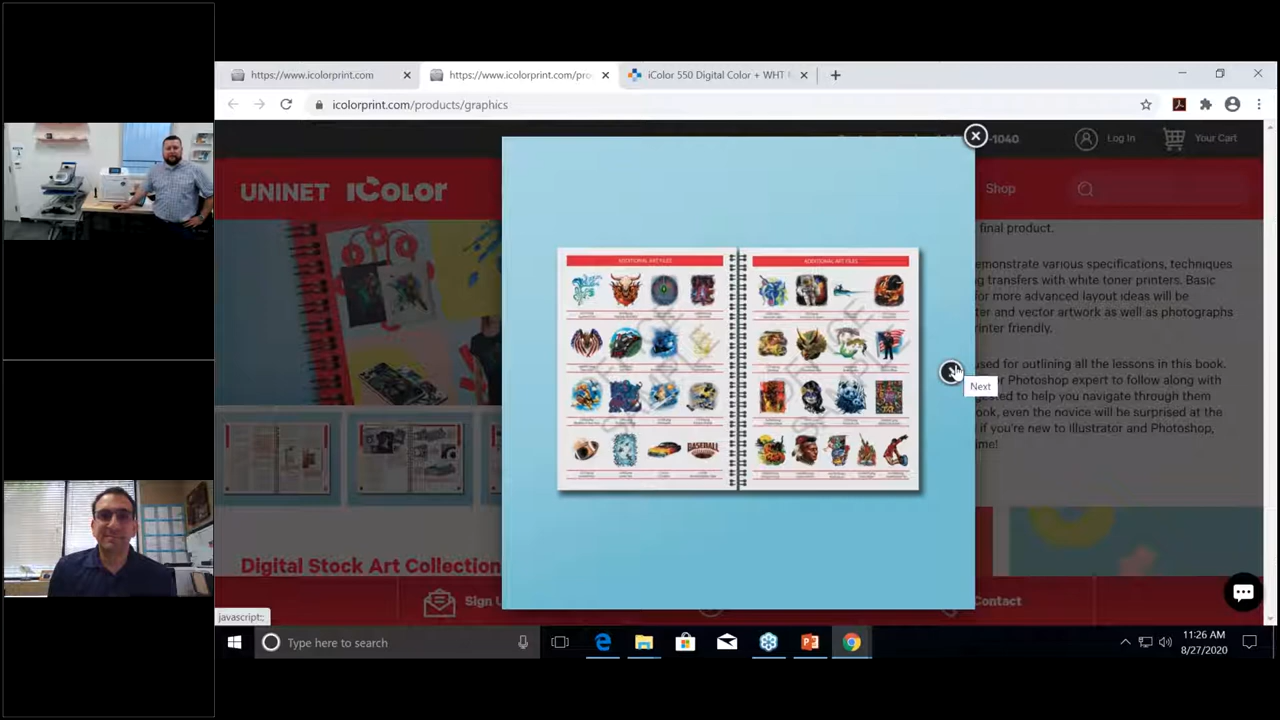 https://www.icolorprint.com
https://www.icolorprint.com/pro
iColor 550 Digital Color + WHT
icolorprint.com/products/graphics
-1040
Log In
Your Cart
UNINET iColor
Shop
final product.
emonstrate various specifications, techniques
g transfers with white toner printers. Basic
for more advanced layout ideas will be
ter and vector artwork as well as photographs
rinter friendly.
ADDITIONAL ART FILES
ADDITIONAL ART FILES
BASEBALL
Next
used for outlining all the lessons in this book.
r Photoshop expert to follow along with
gested to help you navigate through them
ook, even the novice will be surprised at the
if you're new to illustrator and Photoshop,
ime!
Digital Stock Art Collection
Sign U
Contact
javascript:;
Type here to search
11:26 AM
8/27/2020